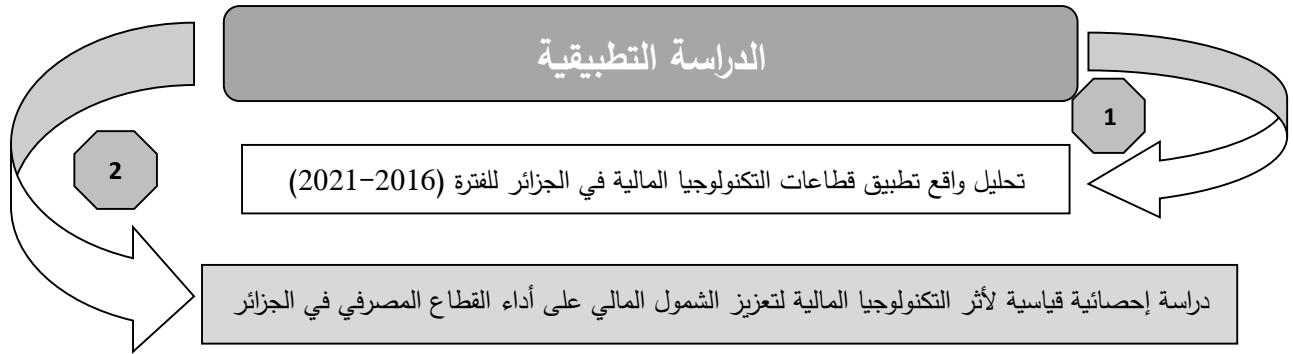 الدراسة التطبيقية
1
تحليل واقع تطبيق قطاعات التكنولوجيا المالية في الجزائر للفترة (2016-2021)
2
دراسة إحصائية قياسية لأثر التكنولوجيا المالية لتعزيز الشمول المالي على أداء القطاع المصرفي في الجزائر